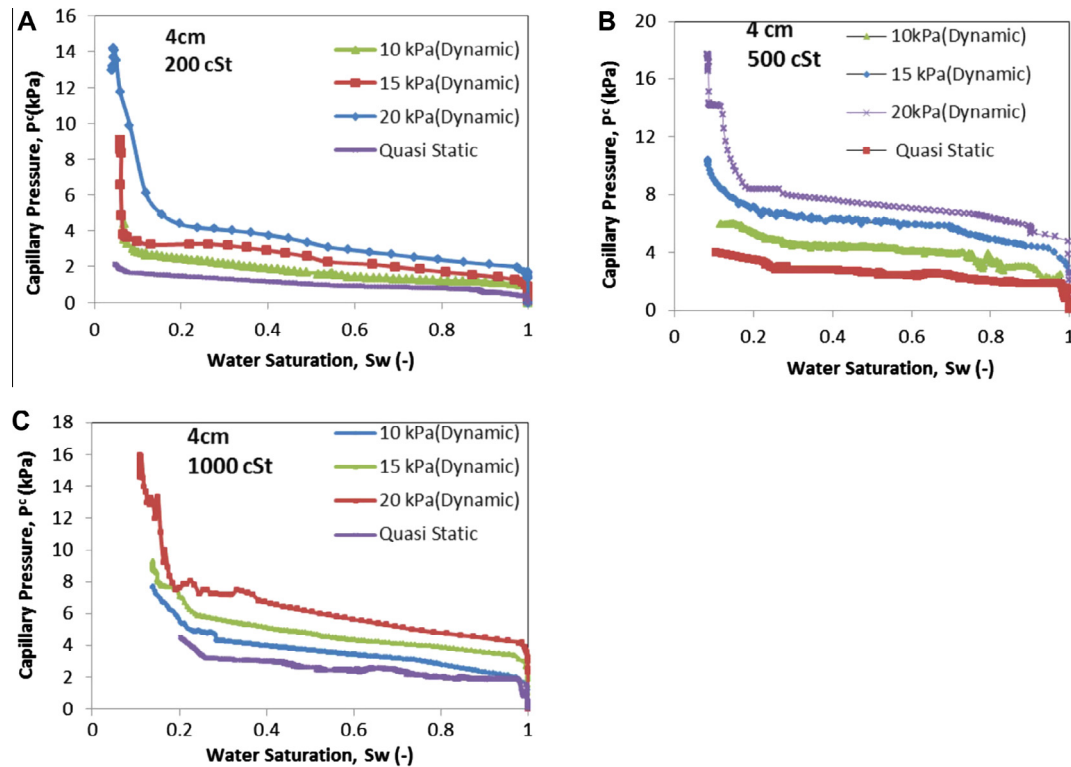 A
4cm
200 cSt
10 kPa(Dynamic)
15 kPa(Dynamic)
20 kPa(Dynamic)
Quasi Static
Capillary Pressure, Pᶜ(kPa)
16
14
12
10
8
6
4
2
0
0 0.2 0.4 0.6 0.8 1
Water Saturation, Sw (-)
B
4 cm
500 cSt
10kPa(Dynamic)
15 kPa(Dynamic)
20kPa(Dynamic)
Quasi Static
Capillary Pressure, Pᶜ (kPa)
20
16
12
8
4
0
0 0.2 0.4 0.6 0.8 1
Water Saturation, Sw (-)
C
4cm
1000 cSt
10 kPa(Dynamic)
15 kPa(Dynamic)
20 kPa(Dynamic)
Quasi Static
Capillary Pressure, Pᶜ (kPa)
18
16
14
12
10
8
6
4
2
0
0 0.2 0.4 0.6 0.8 1
Water Saturation, Sw (-)